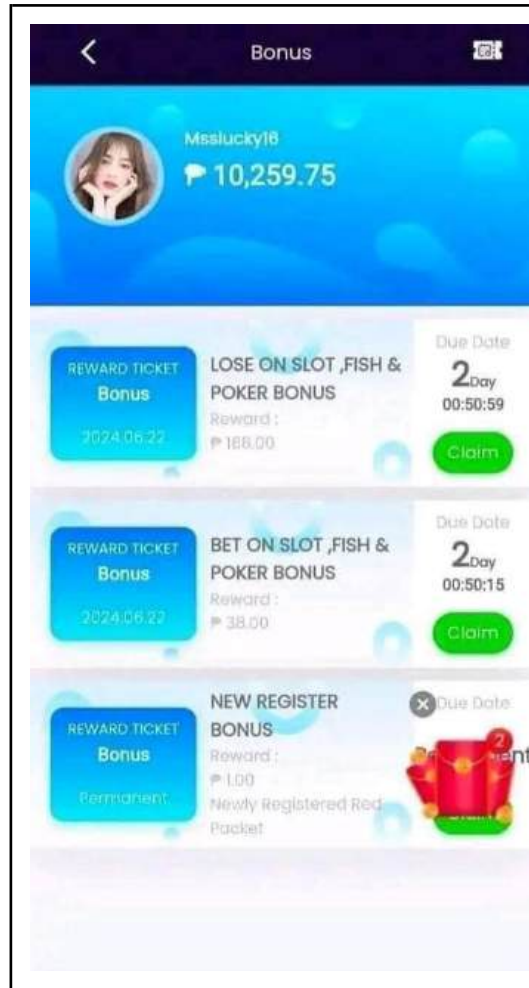 Bonus
Msslucky16
₱ 10,259.75
REWARD TICKET
Bonus
2024.06.22
LOSE ON SLOT ,FISH &
POKER BONUS
Reward :
₱ 188.00
Due Date
2Day
00:50:59
Claim
REWARD TICKET
Bonus
2024.06.22
BET ON SLOT ,FISH &
POKER BONUS
Reward :
₱ 38.00
Due Date
2Day
00:50:15
Claim
REWARD TICKET
Bonus
Permanent
NEW REGISTER
BONUS
Reward :
₱ 1.00
Newly Registered Red
Packet
Due Date
2